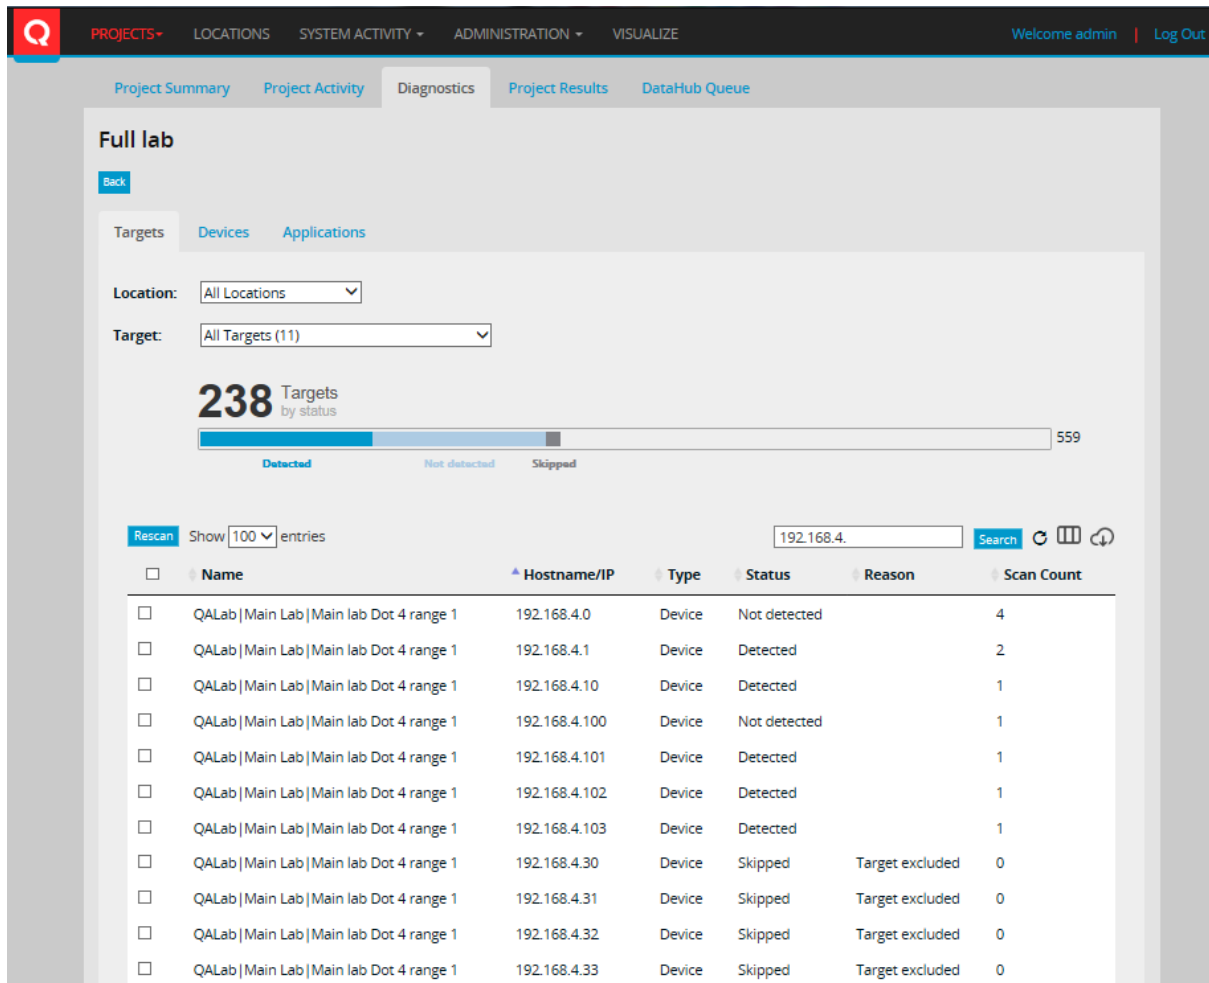 PROJECTS LOCATIONS SYSTEM ACTIVITY ADMINISTRATION VISUALIZE Welcome admin | Log Out
Project Summary Project Activity Diagnostics Project Results DataHub Queue
Full lab
Back
Targets Devices Applications
Location: All Locations
Target: All Targets (11)
238 Targets
by status
559
Detected Not detected Skipped
Rescan Show 100 entries 192.168.4. Search
Name Hostname/IP Type Status Reason Scan Count
QALab|Main Lab|Main lab Dot 4 range 1 192.168.4.0 Device Not detected 4
QALab|Main Lab|Main lab Dot 4 range 1 192.168.4.1 Device Detected 2
QALab|Main Lab|Main lab Dot 4 range 1 192.168.4.10 Device Detected 1
QALab|Main Lab|Main lab Dot 4 range 1 192.168.4.100 Device Not detected 1
QALab|Main Lab|Main lab Dot 4 range 1 192.168.4.101 Device Detected 1
QALab|Main Lab|Main lab Dot 4 range 1 192.168.4.102 Device Detected 1
QALab|Main Lab|Main lab Dot 4 range 1 192.168.4.103 Device Detected 1
QALab|Main Lab|Main lab Dot 4 range 1 192.168.4.30 Device Skipped Target excluded 0
QALab|Main Lab|Main lab Dot 4 range 1 192.168.4.31 Device Skipped Target excluded 0
QALab|Main Lab|Main lab Dot 4 range 1 192.168.4.32 Device Skipped Target excluded 0
QALab|Main Lab|Main lab Dot 4 range 1 192.168.4.33 Device Skipped Target excluded 0